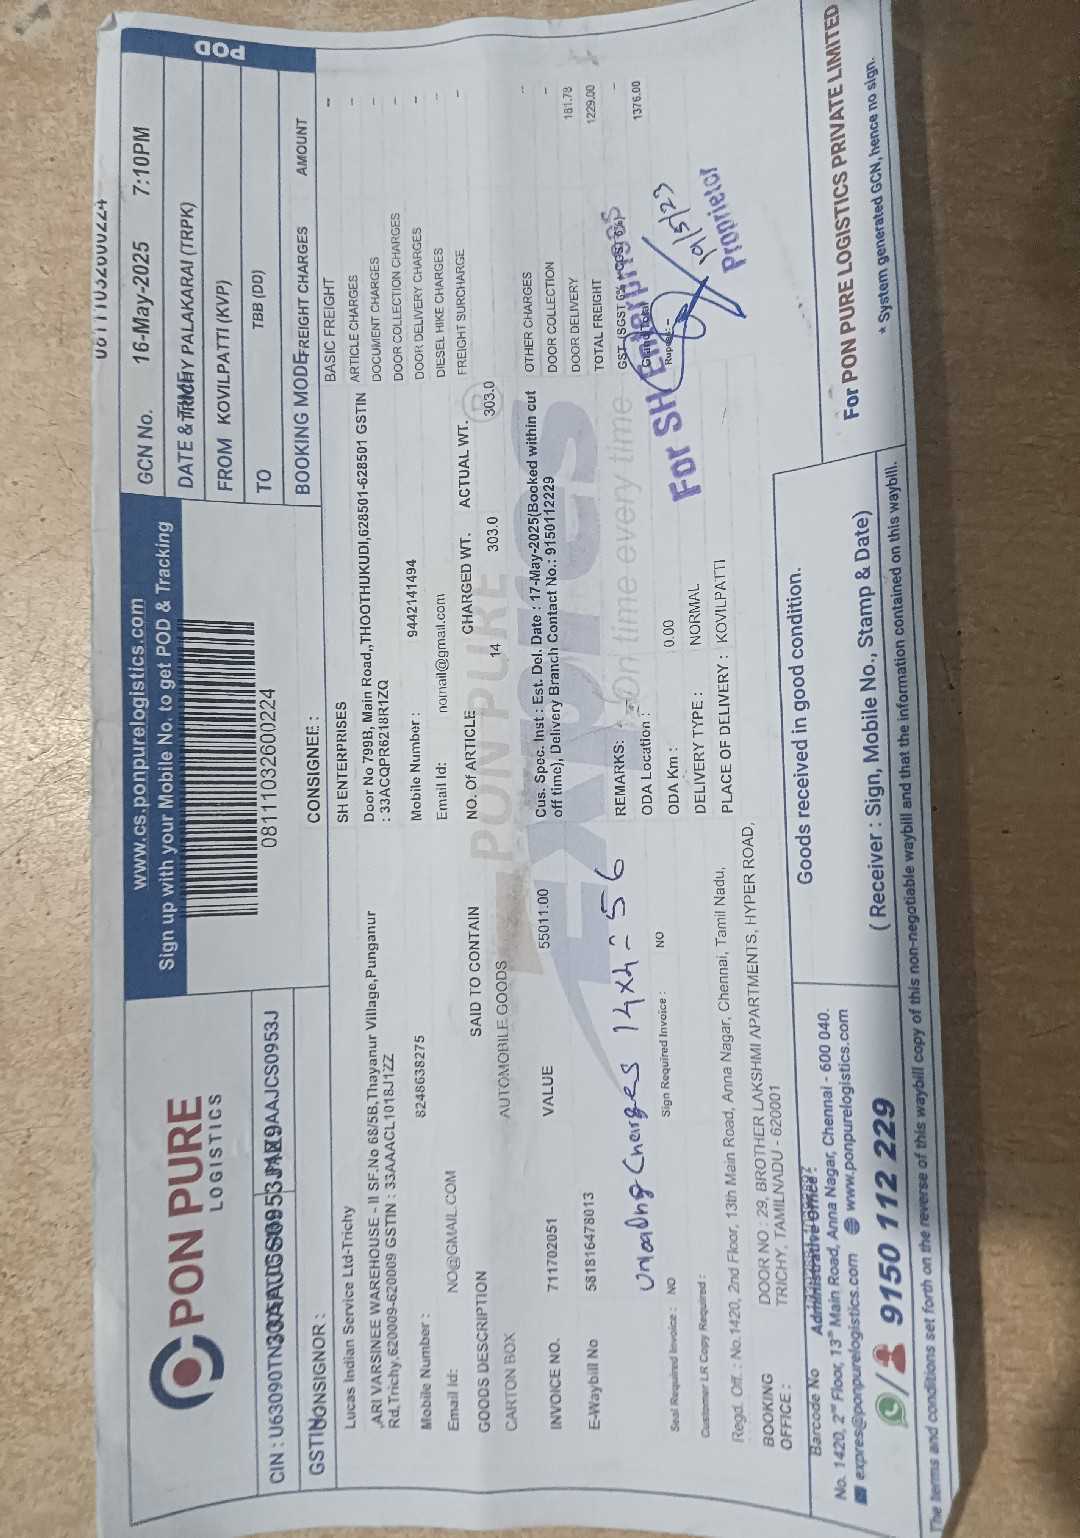 PON PURE
LOGISTICS
www.cs.ponpurelogistics.com
Sign up with your Mobile No. to get POD & Tracking
08111032600224
GCN No.
08111032600224
16-May-2025 7:10PM
POD
DATE & TIME
TRICHY PALAKARAI (TRPK)
FROM KOVILPATTI (KVP)
TO
TBB (DD)
BOOKING MODE
FREIGHT CHARGES AMOUNT
CIN : U63090TN
GSTIN
CONSIGNOR :
Lucas Indian Service Ltd-Trichy
,ARI VARSINEE WAREHOUSE - II SF.No 68/5B,Thayanur Village,Punganur
Rd,Trichy,620009-620009 GSTIN : 33AAACL1018J1ZZ
Mobile Number : 8248638275
Email Id: NO@GMAIL.COM
CONSIGNEE :
SH ENTERPRISES
Door No 799B, Main Road,,THOOTHUKUDI,628501-628501 GSTIN
: 33ACQPR6218R1ZQ
Mobile Number : 9442141494
Email Id: nomail@gmail.com
GOODS DESCRIPTION SAID TO CONTAIN NO. Of ARTICLE CHARGED WT. ACTUAL WT.
CARTON BOX AUTOMOBILE GOODS 14 303.0 303.0
INVOICE NO. 711702051 VALUE 55011.00
E-Waybill No 581816478013
Cus. Spec. Inst : Est. Del. Date : 17-May-2025(Booked within cut
off time), Delivery Branch Contact No.: 9150112229
Unloading Charges 14x4=56
REMARKS:
ODA Location :
ODA Km : 0.00
DELIVERY TYPE : NORMAL
PLACE OF DELIVERY : KOVILPATTI
Seal Required Invoice : NO Sign Required Invoice : NO
Customer LR Copy Required :
BASIC FREIGHT --
ARTICLE CHARGES --
DOCUMENT CHARGES --
DOOR COLLECTION CHARGES --
DOOR DELIVERY CHARGES --
DIESEL HIKE CHARGES --
FREIGHT SURCHARGE --
OTHER CHARGES --
DOOR COLLECTION --
DOOR DELIVERY 181.78
TOTAL FREIGHT 1229.00
GST (SGST 6% + CGST 6%) --
Grand Total 1376.00
Rupees :-
For SH Enterprises
Proprietor
PON PURE
EXPRESS
on time every time
Regd. Off. : No.1420, 2nd Floor, 13th Main Road, Anna Nagar, Chennai, Tamil Nadu,
BOOKING OFFICE :
DOOR NO : 29, BROTHER LAKSHMI APARTMENTS, HYPER ROAD,
TRICHY, TAMILNADU - 620001
Barcode No
Administrative Office :
No. 1420, 2nd Floor, 13th Main Road, Anna Nagar, Chennai - 600 040.
expres@ponpurelogistics.com www.ponpurelogistics.com
9150 112 229
Goods received in good condition.
( Receiver : Sign, Mobile No., Stamp & Date)
For PON PURE LOGISTICS PRIVATE LIMITED
* System generated GCN, hence no sign.
The terms and conditions set forth on the reverse of this waybill copy of this non-negotiable waybill and that the information contained on this waybill.